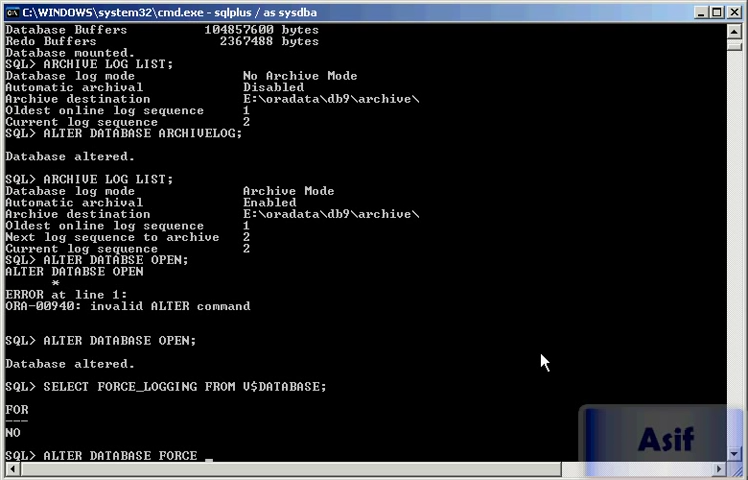 C:\WINDOWS\system32\cmd.exe - sqlplus / as sysdba
Database Buffers 104857600 bytes
Redo Buffers 2367488 bytes
Database mounted.
SQL> ARCHIVE LOG LIST;
Database log mode No Archive Mode
Automatic archival Disabled
Archive destination E:\oradata\db9\archive\
Oldest online log sequence 1
Current log sequence 2
SQL> ALTER DATABASE ARCHIVELOG;
Database altered.
SQL> ARCHIVE LOG LIST;
Database log mode Archive Mode
Automatic archival Enabled
Archive destination E:\oradata\db9\archive\
Oldest online log sequence 1
Next log sequence to archive 2
Current log sequence 2
SQL> ALTER DATABSE OPEN;
ALTER DATABSE OPEN
*
ERROR at line 1:
ORA-00940: invalid ALTER command
SQL> ALTER DATABASE OPEN;
Database altered.
SQL> SELECT FORCE_LOGGING FROM V$DATABASE;
FOR
---
NO
SQL> ALTER DATABASE FORCE _
Asif